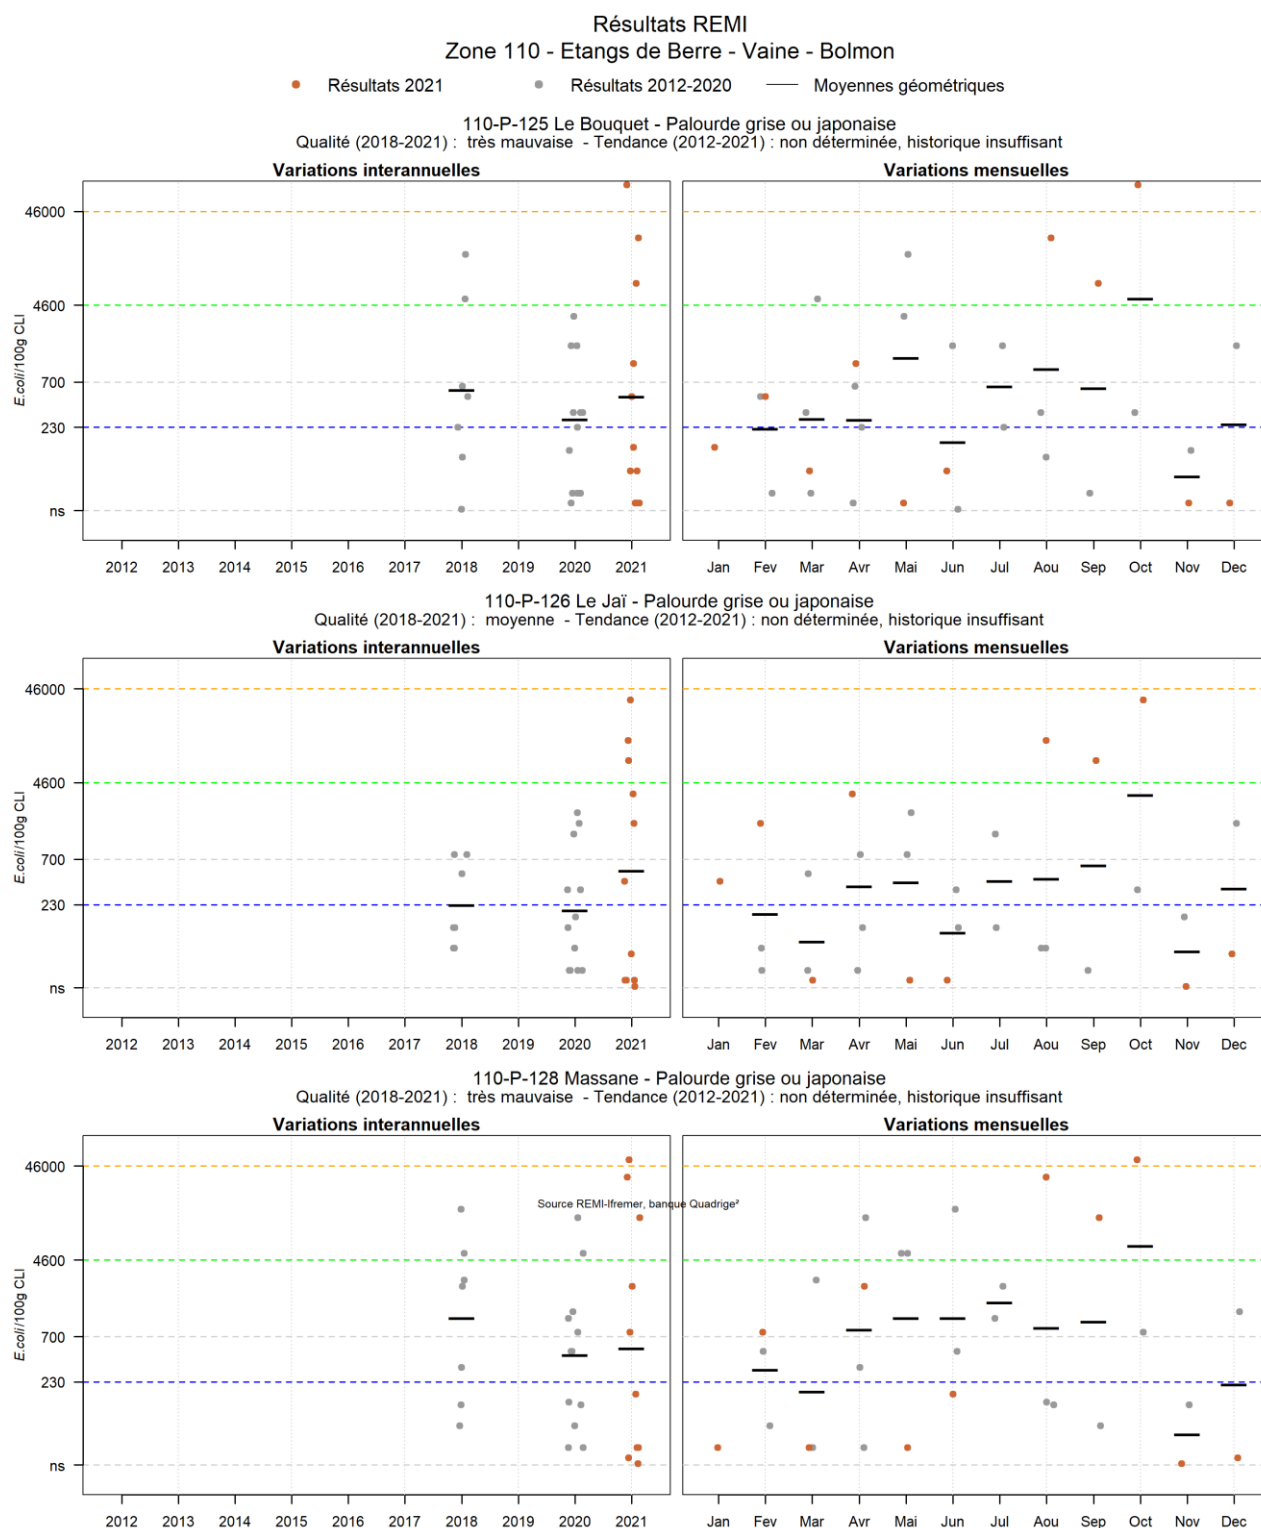 Résultats REMI
Zone 110 - Etangs de Berre - Vaine - Bolmon
Résultats 2021 Résultats 2012-2020 Moyennes géométriques
110-P-125 Le Bouquet - Palourde grise ou japonaise
Qualité (2018-2021) : très mauvaise - Tendance (2012-2021) : non déterminée, historique insuffisant
Variations interannuelles Variations mensuelles
46000
4600
700
230
ns
E.coli/100g CLI
2012 2013 2014 2015 2016 2017 2018 2019 2020 2021 Jan Fev Mar Avr Mai Jun Jul Aou Sep Oct Nov Dec
110-P-126 Le Jaï - Palourde grise ou japonaise
Qualité (2018-2021) : moyenne - Tendance (2012-2021) : non déterminée, historique insuffisant
Variations interannuelles Variations mensuelles
46000
4600
700
230
ns
E.coli/100g CLI
2012 2013 2014 2015 2016 2017 2018 2019 2020 2021 Jan Fev Mar Avr Mai Jun Jul Aou Sep Oct Nov Dec
110-P-128 Massane - Palourde grise ou japonaise
Qualité (2018-2021) : très mauvaise - Tendance (2012-2021) : non déterminée, historique insuffisant
Variations interannuelles Variations mensuelles
46000
Source REMI-Ifremer, banque Quadrige²
4600
700
230
ns
E.coli/100g CLI
2012 2013 2014 2015 2016 2017 2018 2019 2020 2021 Jan Fev Mar Avr Mai Jun Jul Aou Sep Oct Nov Dec